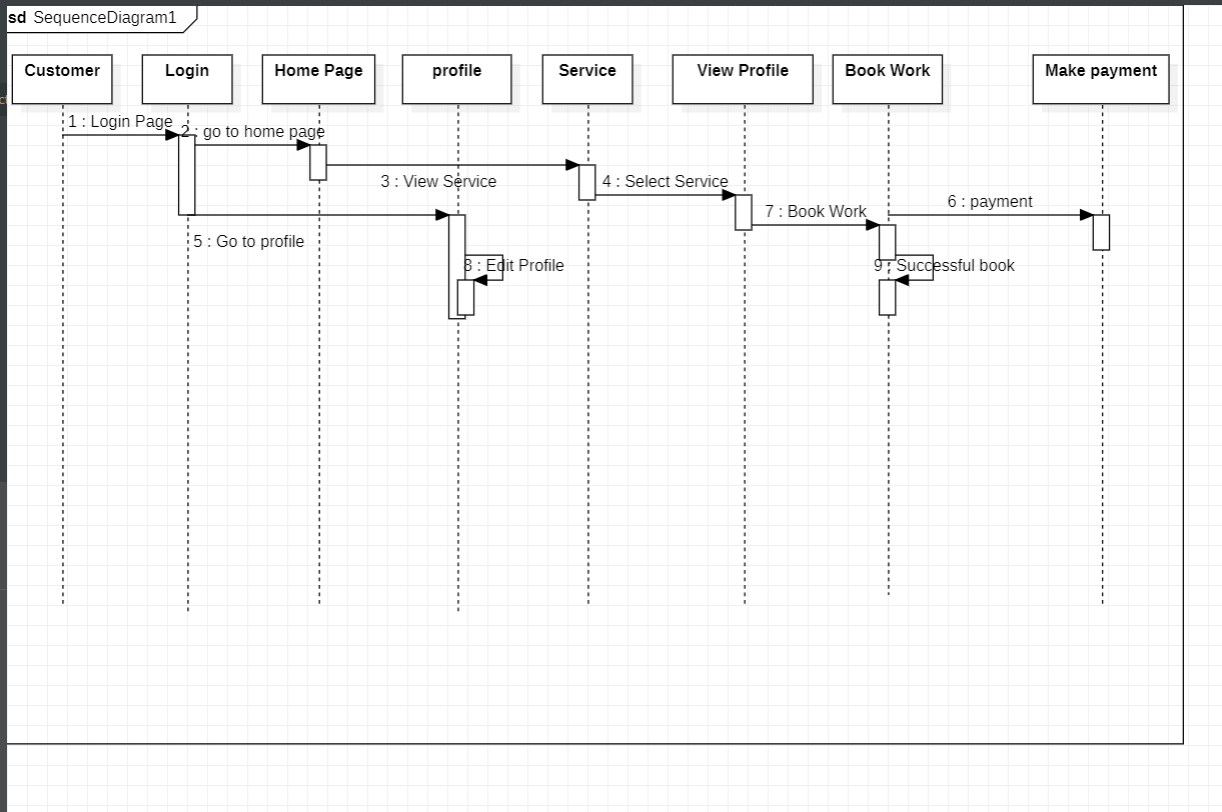 sd SequenceDiagram1
Customer
Login
Home Page
profile
Service
View Profile
Book Work
Make payment
1 : Login Page
2 : go to home page
3 : View Service
4 : Select Service
5 : Go to profile
6 : payment
7 : Book Work
8 : Edit Profile
9 : Successful book